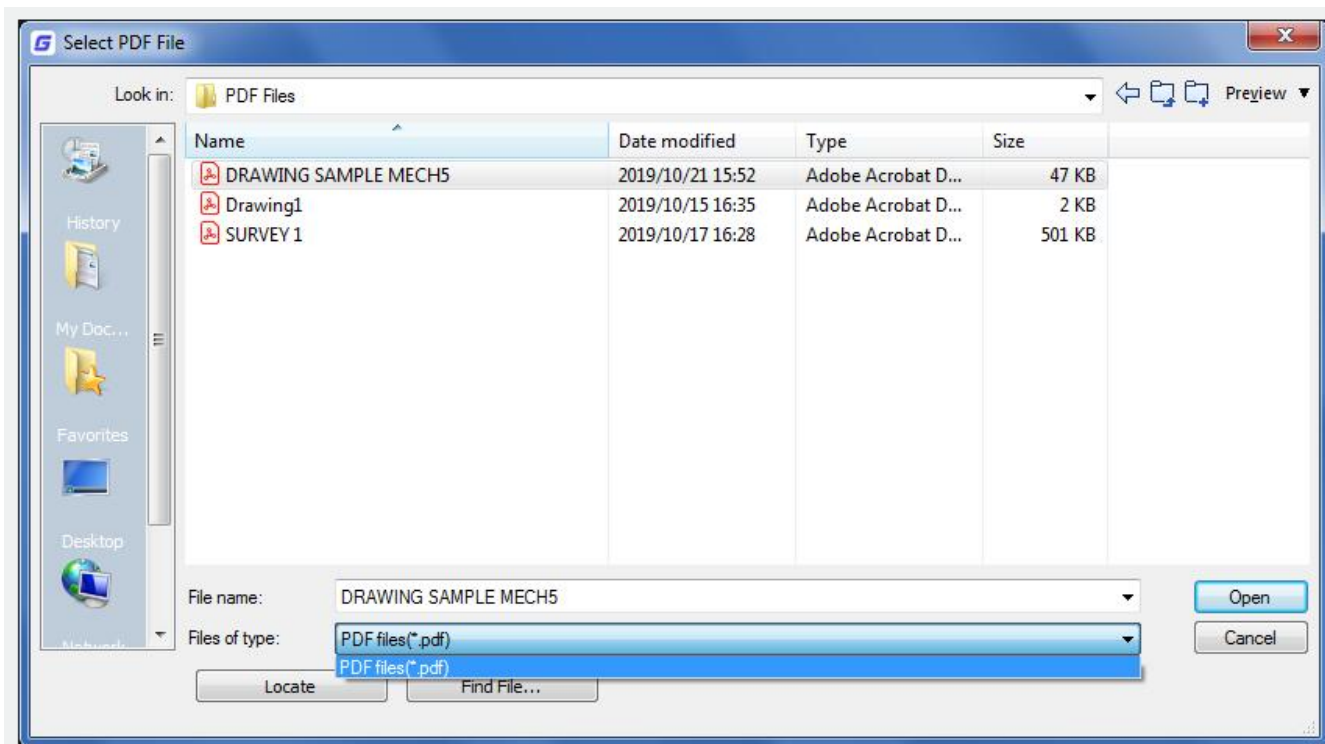 Select PDF File
Look in: PDF Files Preview
Name Date modified Type Size
DRAWING SAMPLE MECH5 2019/10/21 15:52 Adobe Acrobat D... 47 KB
Drawing1 2019/10/15 16:35 Adobe Acrobat D... 2 KB
SURVEY 1 2019/10/17 16:28 Adobe Acrobat D... 501 KB
History
My Doc...
Favorites
Desktop
File name: DRAWING SAMPLE MECH5 Open
Files of type: PDF files(*.pdf) Cancel
PDF files(*.pdf)
Locate Find File...